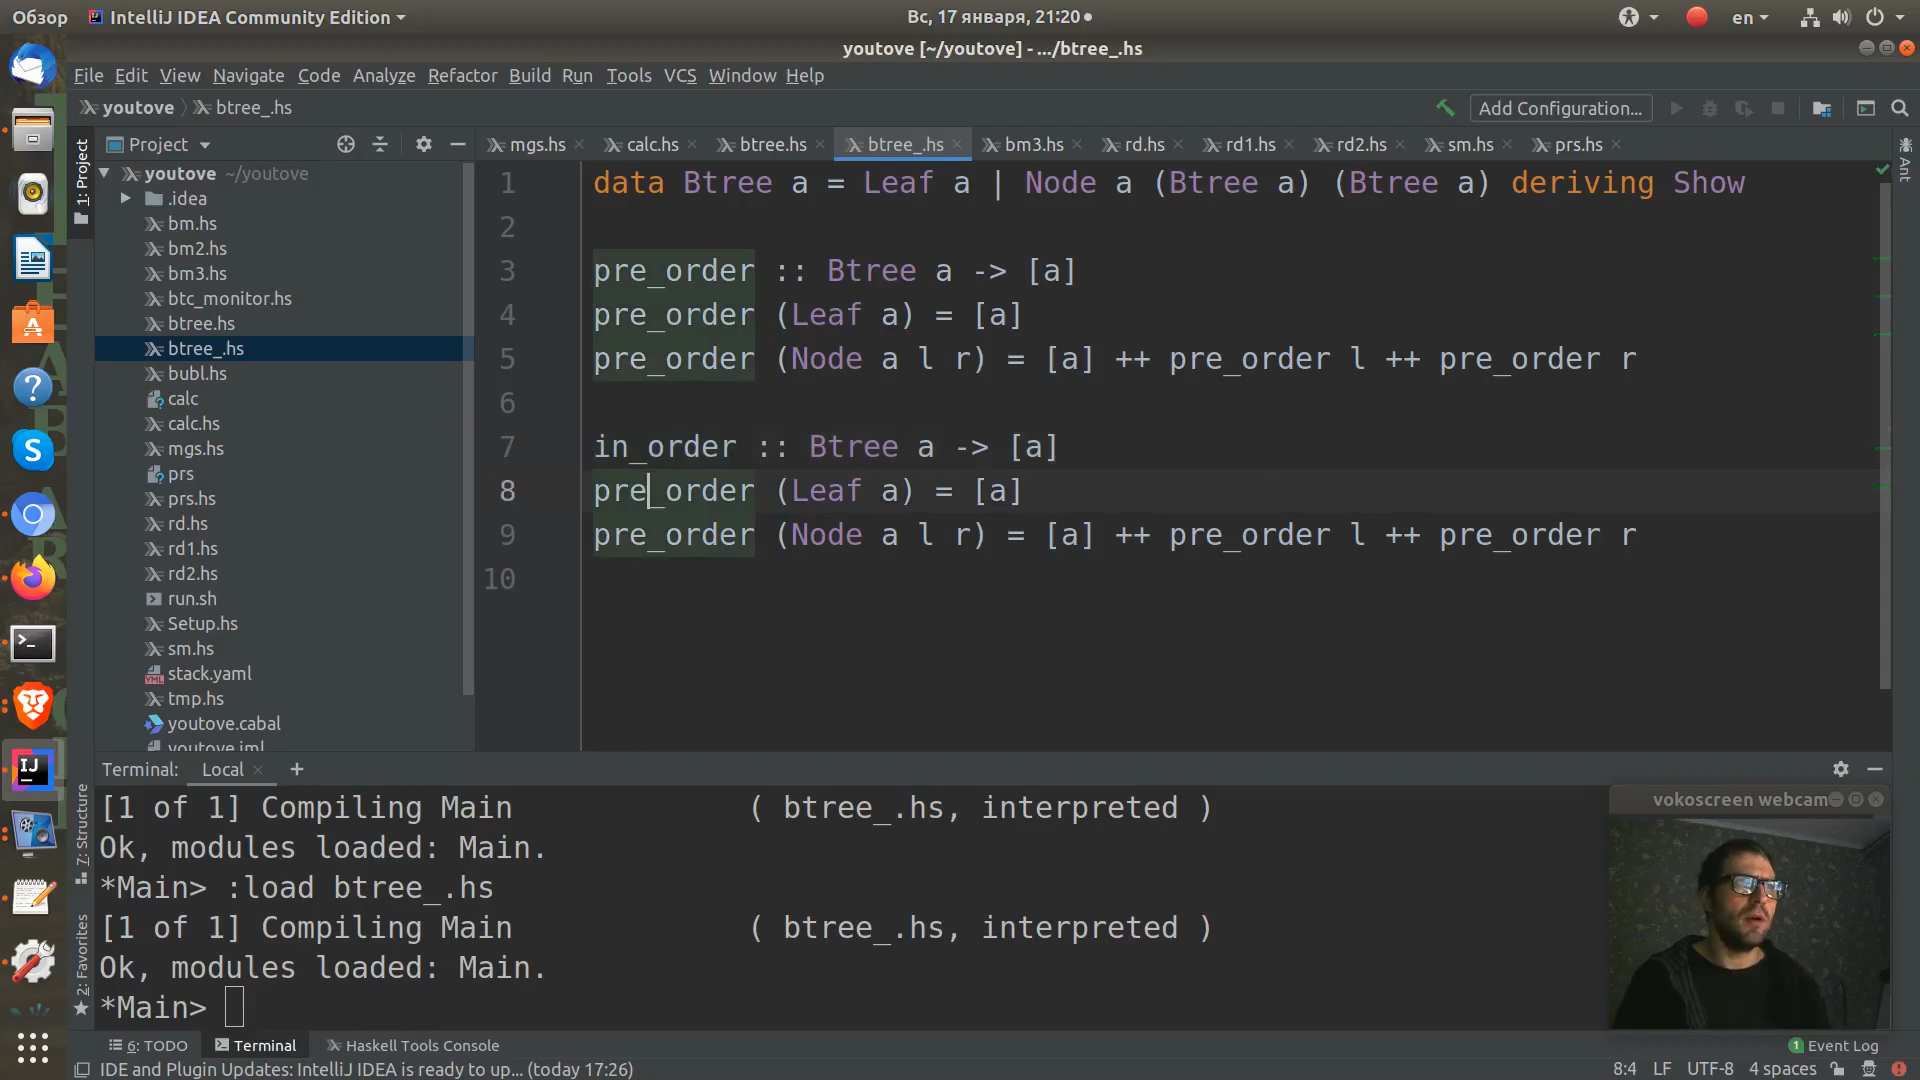 Обзор IntelliJ IDEA Community Edition Вс, 17 января, 21:20 en
youtove [~/youtove] - .../btree_.hs
File Edit View Navigate Code Analyze Refactor Build Run Tools VCS Window Help
youtove btree_.hs Add Configuration...
Project mgs.hs calc.hs btree.hs btree_.hs bm3.hs rd.hs rd1.hs rd2.hs sm.hs prs.hs
1: Project
Ant
youtove ~/youtove
.idea
bm.hs
bm2.hs
bm3.hs
btc_monitor.hs
btree.hs
btree_.hs
bubl.hs
calc
calc.hs
mgs.hs
prs
prs.hs
rd.hs
rd1.hs
rd2.hs
run.sh
Setup.hs
sm.hs
stack.yaml
tmp.hs
youtove.cabal
youtove.iml
1 data Btree a = Leaf a | Node a (Btree a) (Btree a) deriving Show
2
3 pre_order :: Btree a -> [a]
4 pre_order (Leaf a) = [a]
5 pre_order (Node a l r) = [a] ++ pre_order l ++ pre_order r
6
7 in_order :: Btree a -> [a]
8 pre_order (Leaf a) = [a]
9 pre_order (Node a l r) = [a] ++ pre_order l ++ pre_order r
10
Terminal: Local +
[1 of 1] Compiling Main ( btree_.hs, interpreted )
Ok, modules loaded: Main.
*Main> :load btree_.hs
[1 of 1] Compiling Main ( btree_.hs, interpreted )
Ok, modules loaded: Main.
*Main>
7: Structure
2: Favorites
vokoscreen webcam
6: TODO Terminal Haskell Tools Console 1 Event Log
IDE and Plugin Updates: IntelliJ IDEA is ready to up... (today 17:26) 8:4 LF UTF-8 4 spaces